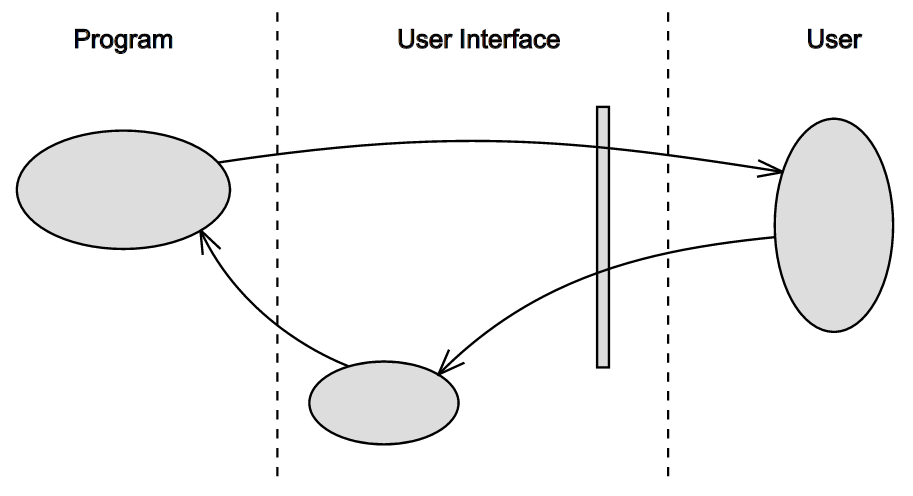 Program
User Interface
User